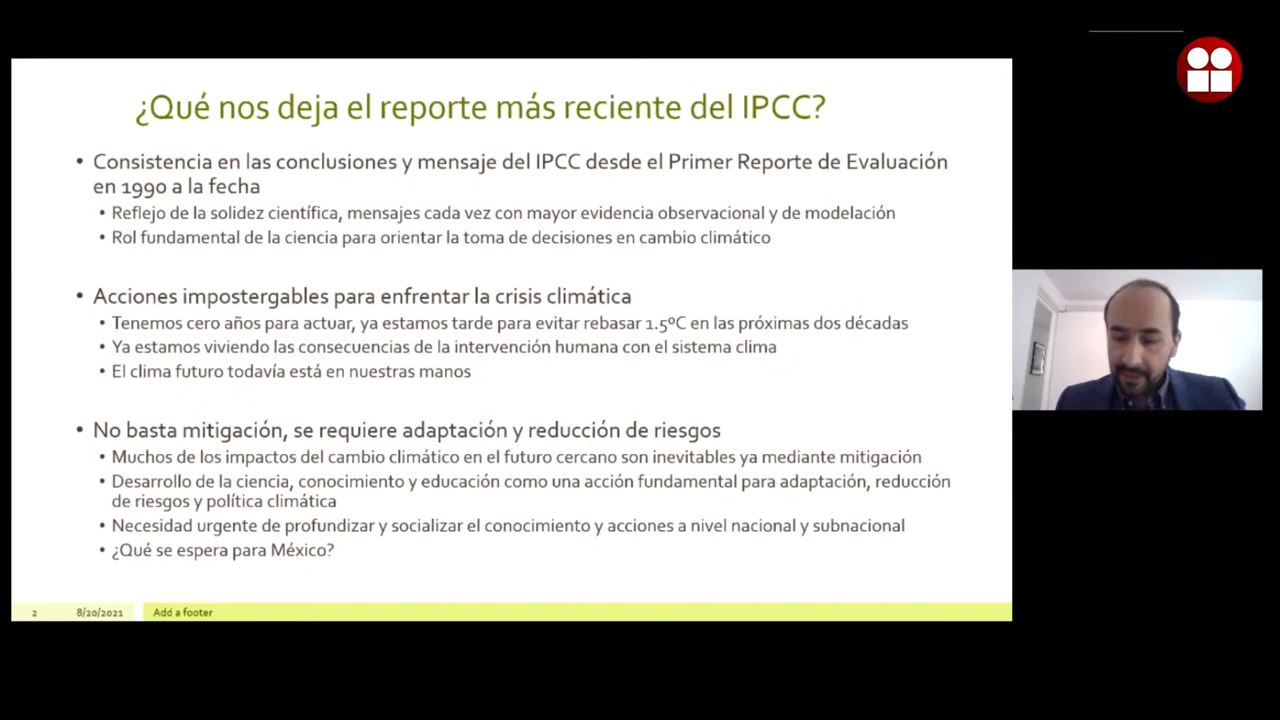 ¿Qué nos deja el reporte más reciente del IPCC?
• Consistencia en las conclusiones y mensaje del IPCC desde el Primer Reporte de Evaluación
en 1990 a la fecha
• Reflejo de la solidez científica, mensajes cada vez con mayor evidencia observacional y de modelación
• Rol fundamental de la ciencia para orientar la toma de decisiones en cambio climático
• Acciones impostergables para enfrentar la crisis climática
• Tenemos cero años para actuar, ya estamos tarde para evitar rebasar 1.5ºC en las próximas dos décadas
• Ya estamos viviendo las consecuencias de la intervención humana con el sistema clima
• El clima futuro todavía está en nuestras manos
• No basta mitigación, se requiere adaptación y reducción de riesgos
• Muchos de los impactos del cambio climático en el futuro cercano son inevitables ya mediante mitigación
• Desarrollo de la ciencia, conocimiento y educación como una acción fundamental para adaptación, reducción
de riesgos y política climática
• Necesidad urgente de profundizar y socializar el conocimiento y acciones a nivel nacional y subnacional
• ¿Qué se espera para México?
2 8/20/2021 Add a footer